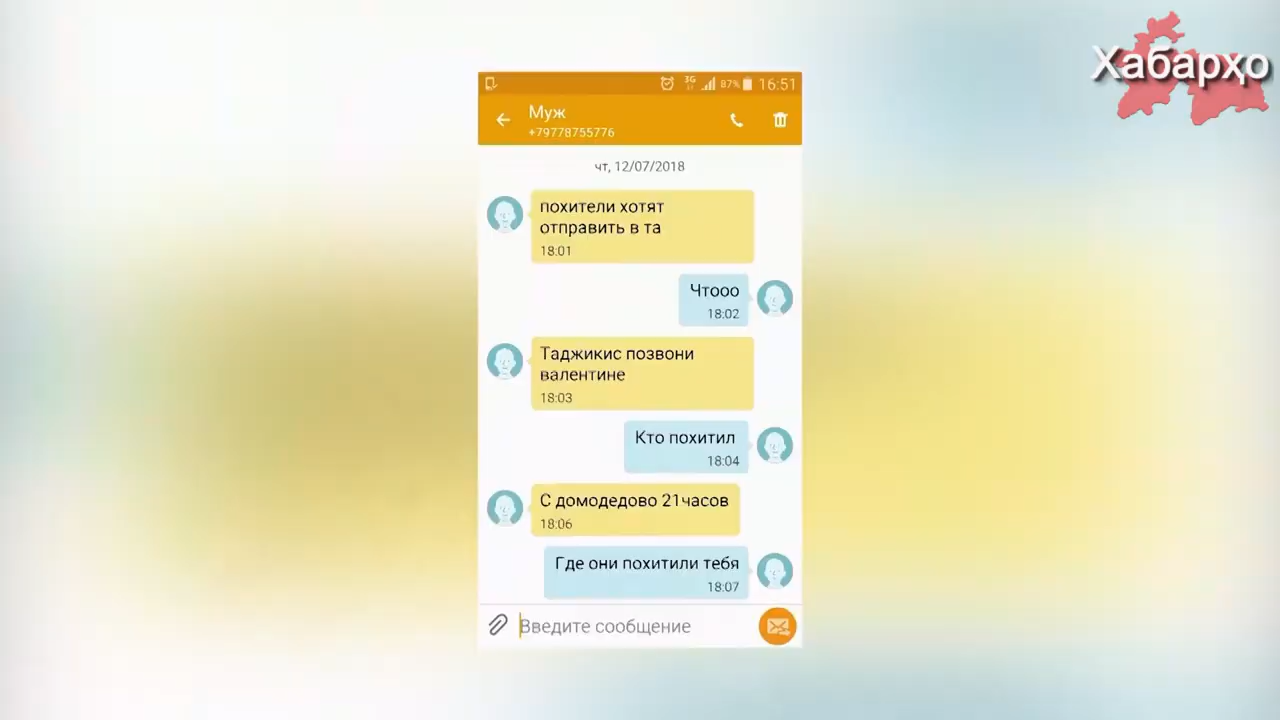 Хабарҳо
3G
87%
16:51
Муж
+79778755776
чт, 12/07/2018
похители хотят
отправить в та
18:01
Чтооо
18:02
Таджикис позвони
валентине
18:03
Кто похитил
18:04
С домодедово 21часов
18:06
Где они похитили тебя
18:07
Введите сообщение